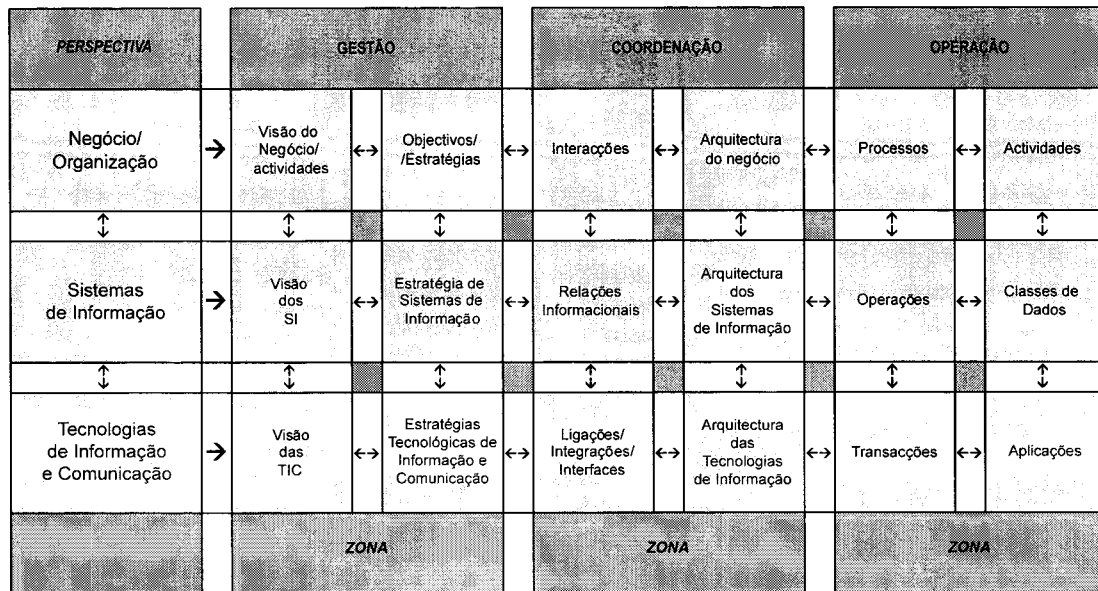 PERSPECTIVA
GESTÃO
COORDENAÇÃO
OPERAÇÃO
Negócio/
Organização
Visão do
Negócio/
actividades
Objectivos/
/Estratégias
Interacções
Arquitectura
do negócio
Processos
Actividades
Sistemas
de Informação
Visão
dos
SI
Estratégia de
Sistemas de
Informação
Relações
Informacionais
Arquitectura
dos
Sistemas
de Informação
Operações
Classes de
Dados
Tecnologias
de Informação
e Comunicação
Visão
das
TIC
Estratégias
Tecnológicas de
Informação e
Comunicação
Ligações/
Integrações/
Interfaces
Arquitectura
das
Tecnologias
de Informação
Transacções
Aplicações
ZONA
ZONA
ZONA